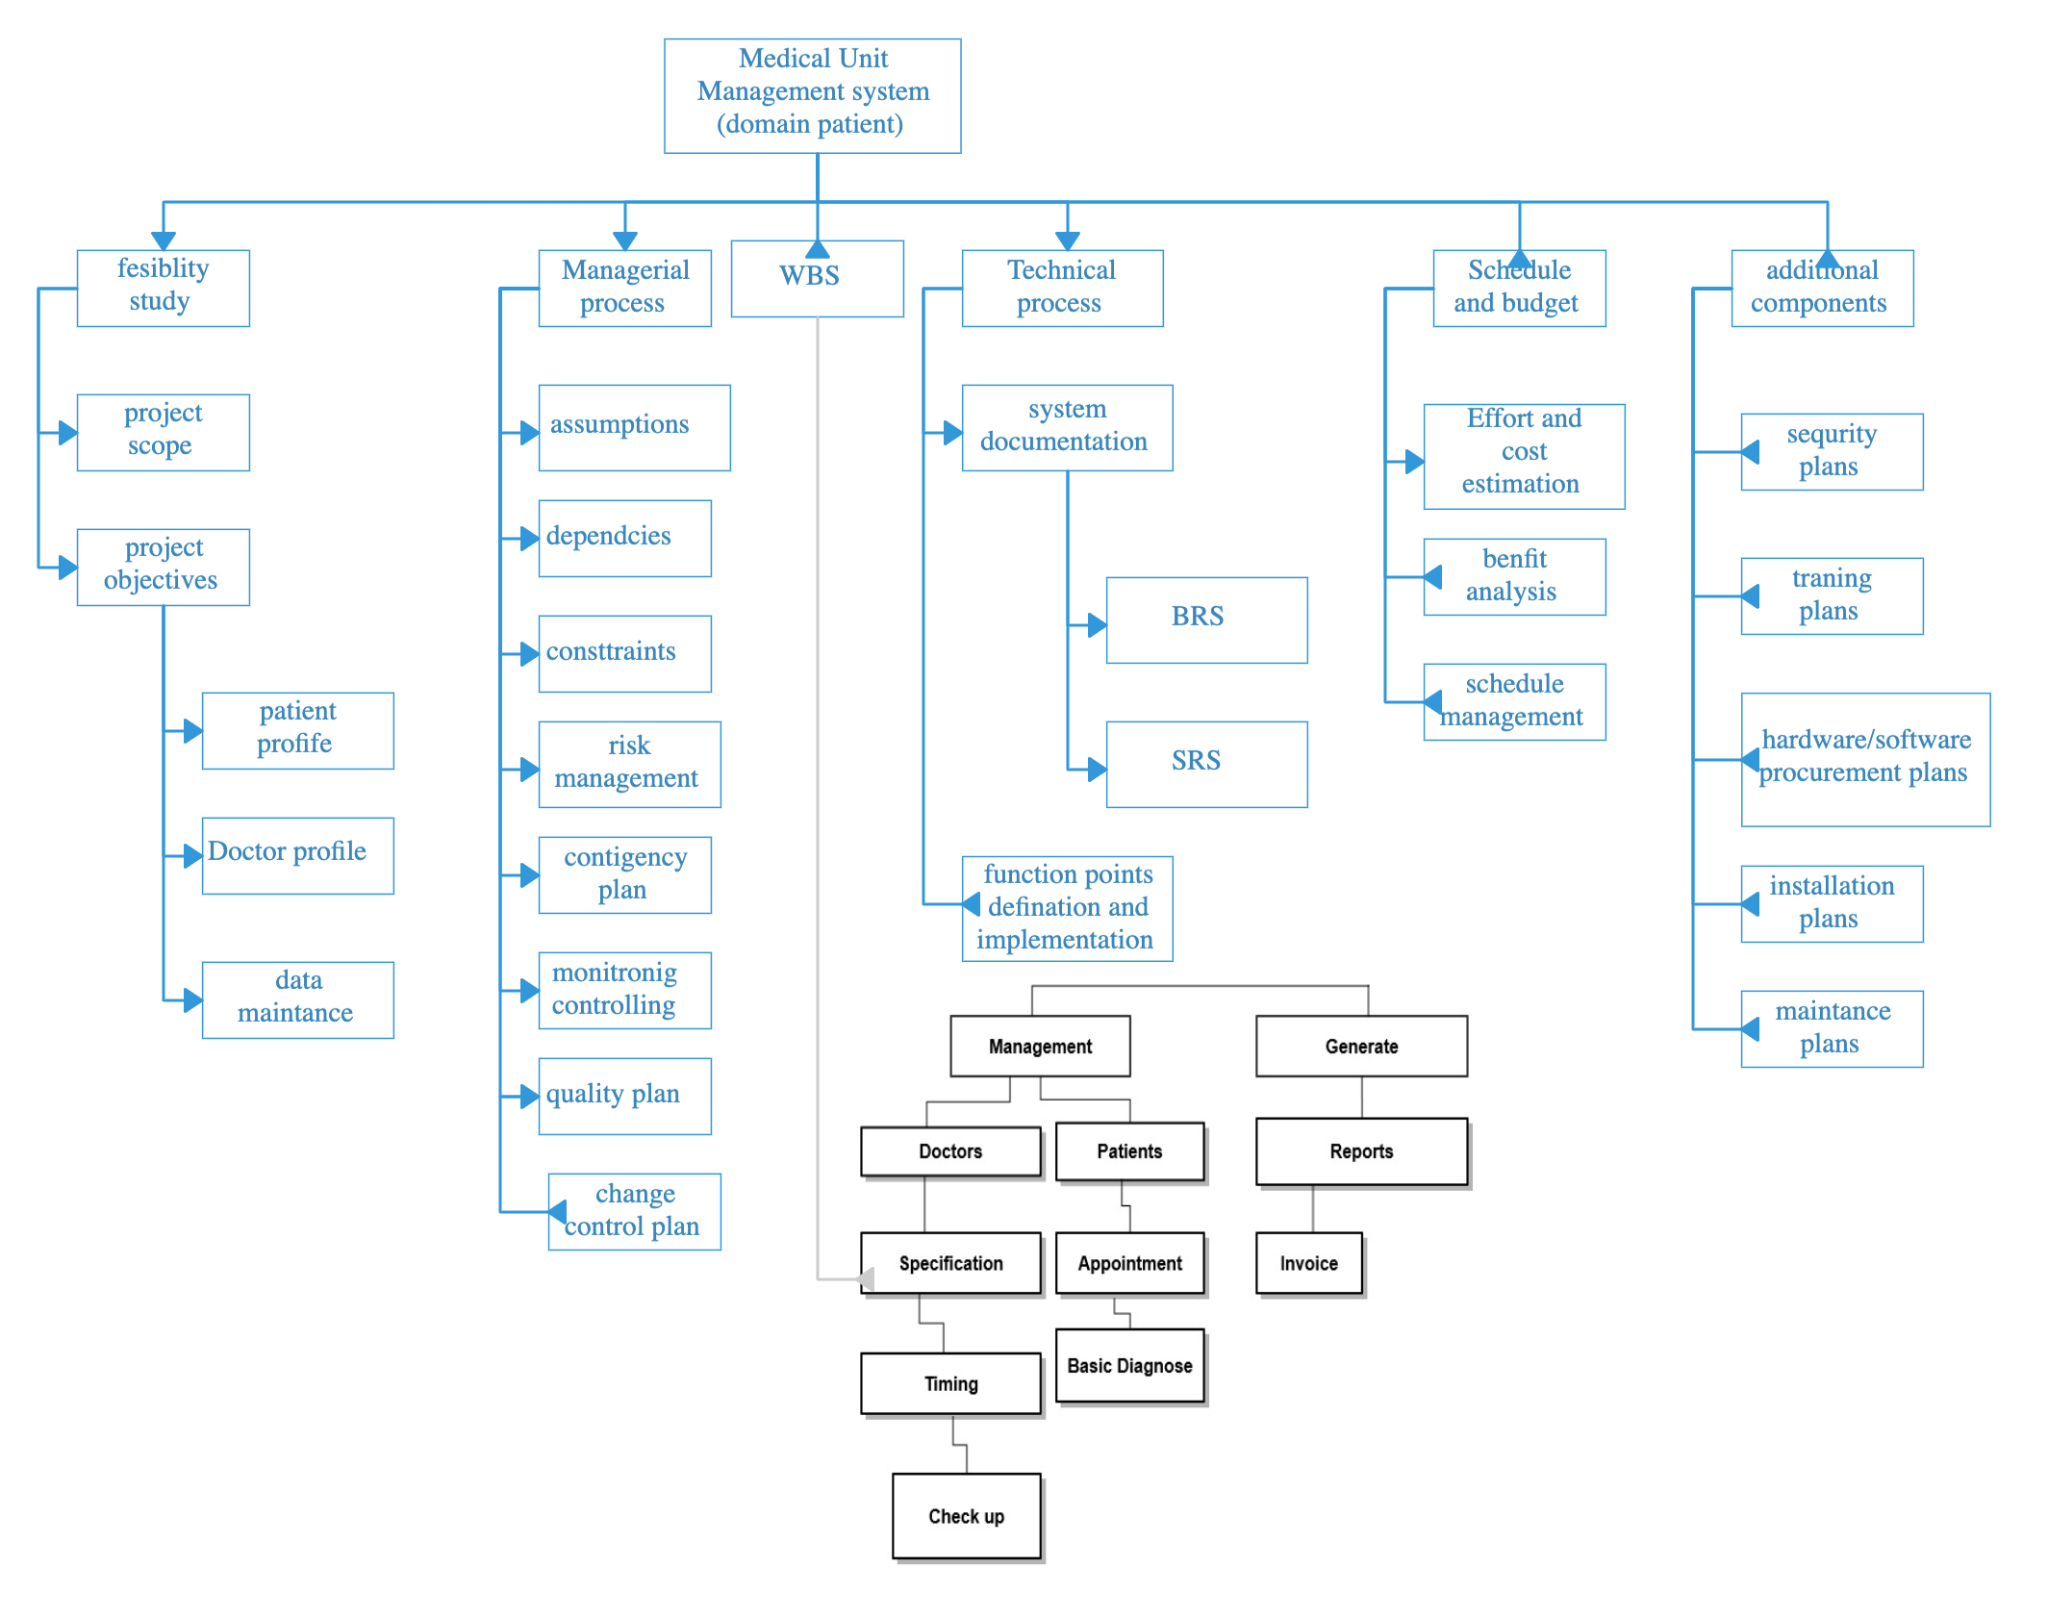 Medical Unit
Management system
(domain patient)
fesiblity
study
Managerial
process
WBS
Technical
process
Schedule
and budget
additional
components
project
scope
project
objectives
patient
profife
Doctor profile
data
maintance
assumptions
dependcies
consttraints
risk
management
contigency
plan
monitronig
controlling
quality plan
change
control plan
system
documentation
BRS
SRS
function points
defination and
implementation
Effort and
cost
estimation
benfit
analysis
schedule
management
sequrity
plans
traning
plans
hardware/software
procurement plans
installation
plans
maintance
plans
Management
Generate
Doctors
Patients
Reports
Specification
Appointment
Invoice
Timing
Basic Diagnose
Check up